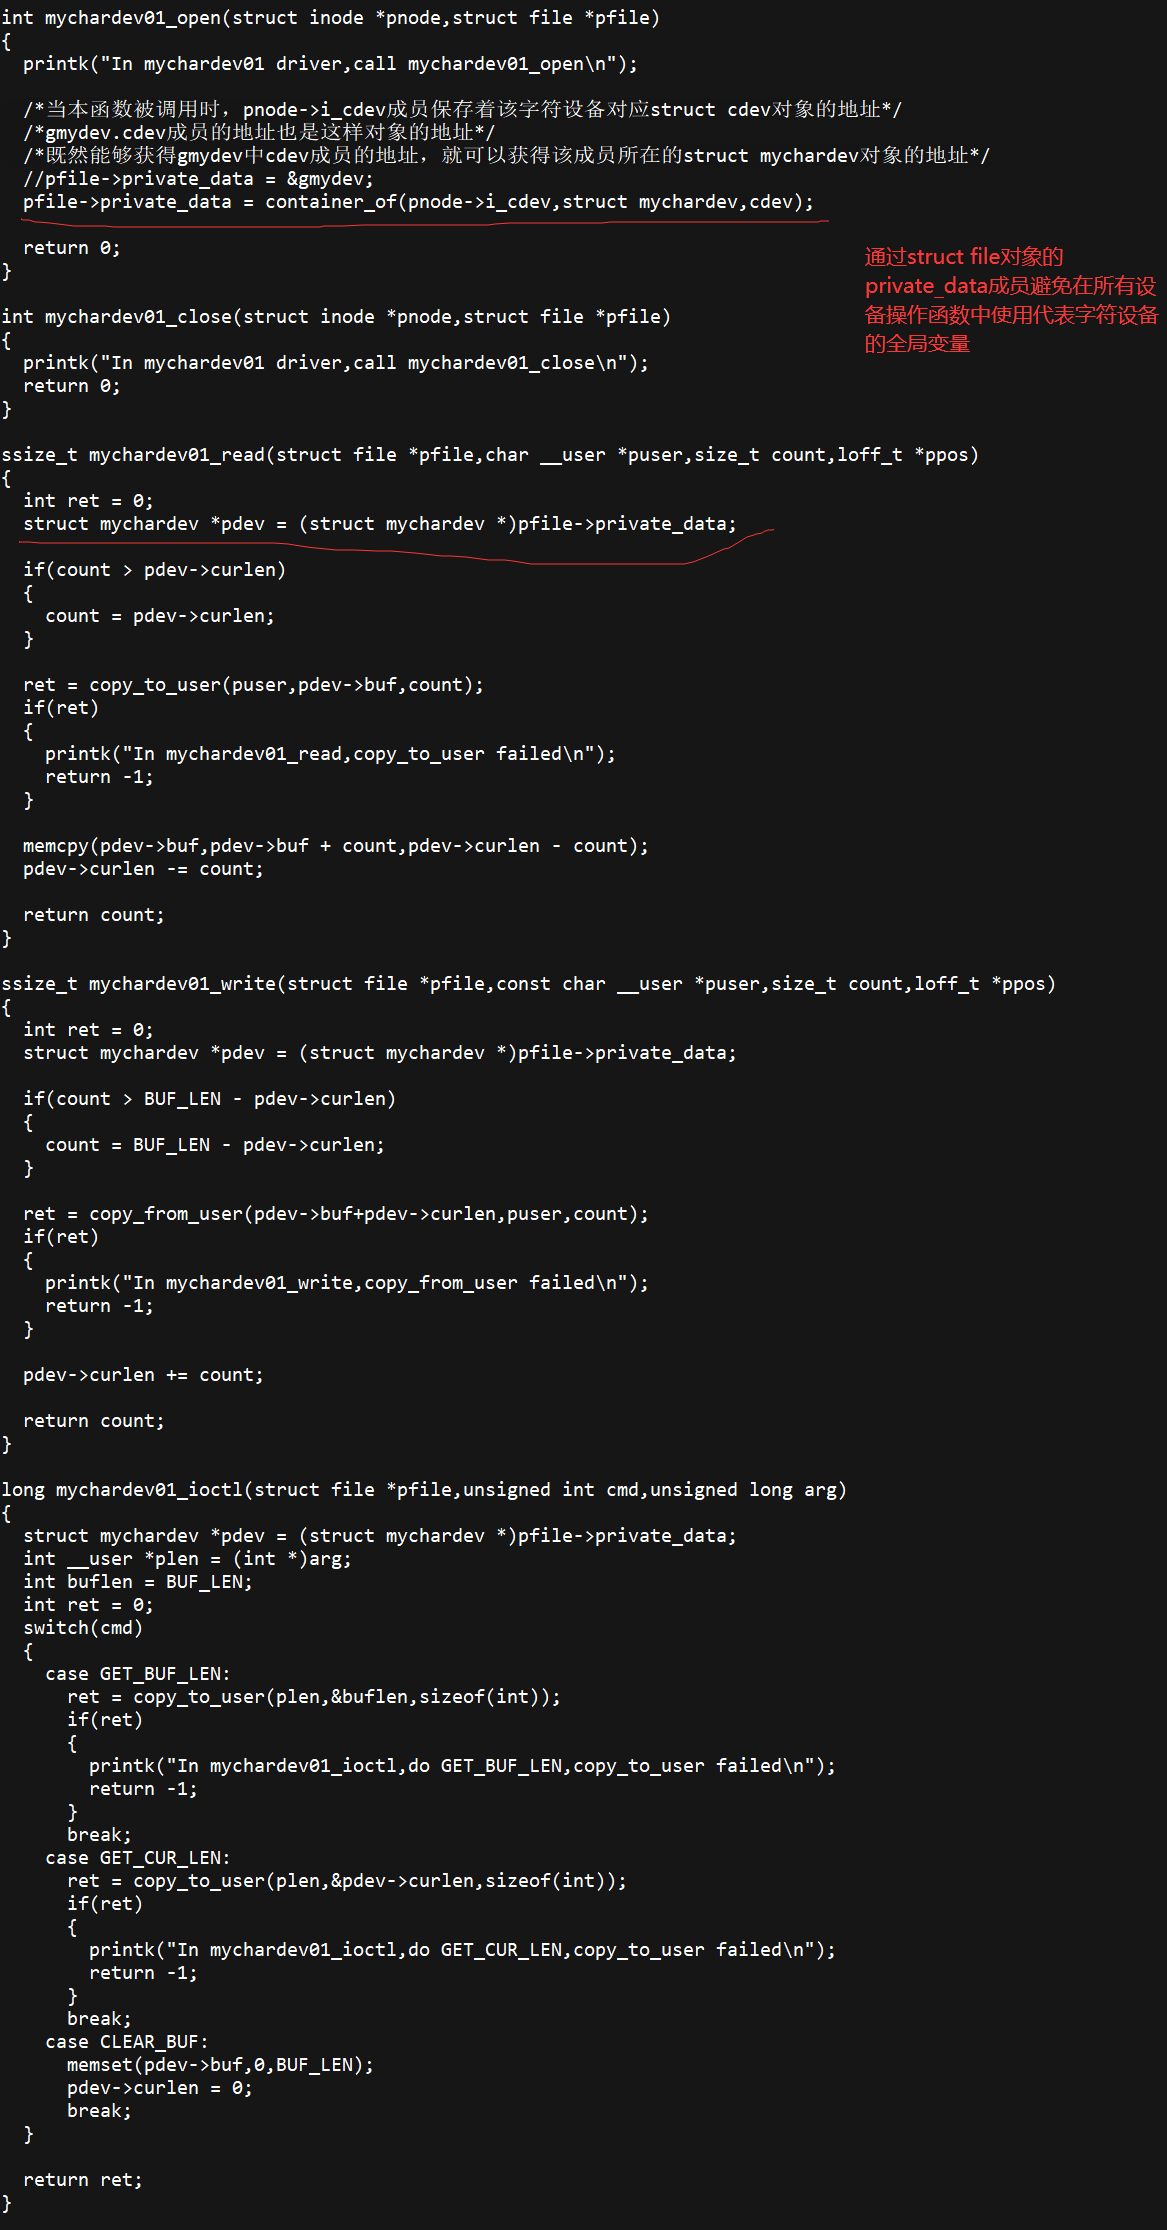 int mychardev01_open(struct inode *pnode,struct file *pfile)
{
  printk("In mychardev01 driver,call mychardev01_open\n");

  /*当本函数被调用时，pnode->i_cdev成员保存着该字符设备对应struct cdev对象的地址*/
  /*gmydev.cdev成员的地址也是这样对象的地址*/
  /*既然能够获得gmydev中cdev成员的地址，就可以获得该成员所在的struct mychardev对象的地址*/
  //pfile->private_data = &gmydev;
  pfile->private_data = container_of(pnode->i_cdev,struct mychardev,cdev);

  return 0;
}
通过struct file对象的
private_data成员避免在所有设
备操作函数中使用代表字符设备
的全局变量

int mychardev01_close(struct inode *pnode,struct file *pfile)
{
  printk("In mychardev01 driver,call mychardev01_close\n");
  return 0;
}

ssize_t mychardev01_read(struct file *pfile,char __user *puser,size_t count,loff_t *ppos)
{
  int ret = 0;
  struct mychardev *pdev = (struct mychardev *)pfile->private_data;

  if(count > pdev->curlen)
  {
    count = pdev->curlen;
  }

  ret = copy_to_user(puser,pdev->buf,count);
  if(ret)
  {
    printk("In mychardev01_read,copy_to_user failed\n");
    return -1;
  }

  memcpy(pdev->buf,pdev->buf + count,pdev->curlen - count);
  pdev->curlen -= count;

  return count;
}

ssize_t mychardev01_write(struct file *pfile,const char __user *puser,size_t count,loff_t *ppos)
{
  int ret = 0;
  struct mychardev *pdev = (struct mychardev *)pfile->private_data;

  if(count > BUF_LEN - pdev->curlen)
  {
    count = BUF_LEN - pdev->curlen;
  }

  ret = copy_from_user(pdev->buf+pdev->curlen,puser,count);
  if(ret)
  {
    printk("In mychardev01_write,copy_from_user failed\n");
    return -1;
  }

  pdev->curlen += count;

  return count;
}

long mychardev01_ioctl(struct file *pfile,unsigned int cmd,unsigned long arg)
{
  struct mychardev *pdev = (struct mychardev *)pfile->private_data;
  int __user *plen = (int *)arg;
  int buflen = BUF_LEN;
  int ret = 0;
  switch(cmd)
  {
    case GET_BUF_LEN:
      ret = copy_to_user(plen,&buflen,sizeof(int));
      if(ret)
      {
        printk("In mychardev01_ioctl,do GET_BUF_LEN,copy_to_user failed\n");
        return -1;
      }
      break;
    case GET_CUR_LEN:
      ret = copy_to_user(plen,&pdev->curlen,sizeof(int));
      if(ret)
      {
        printk("In mychardev01_ioctl,do GET_CUR_LEN,copy_to_user failed\n");
        return -1;
      }
      break;
    case CLEAR_BUF:
      memset(pdev->buf,0,BUF_LEN);
      pdev->curlen = 0;
      break;
  }

  return ret;
}